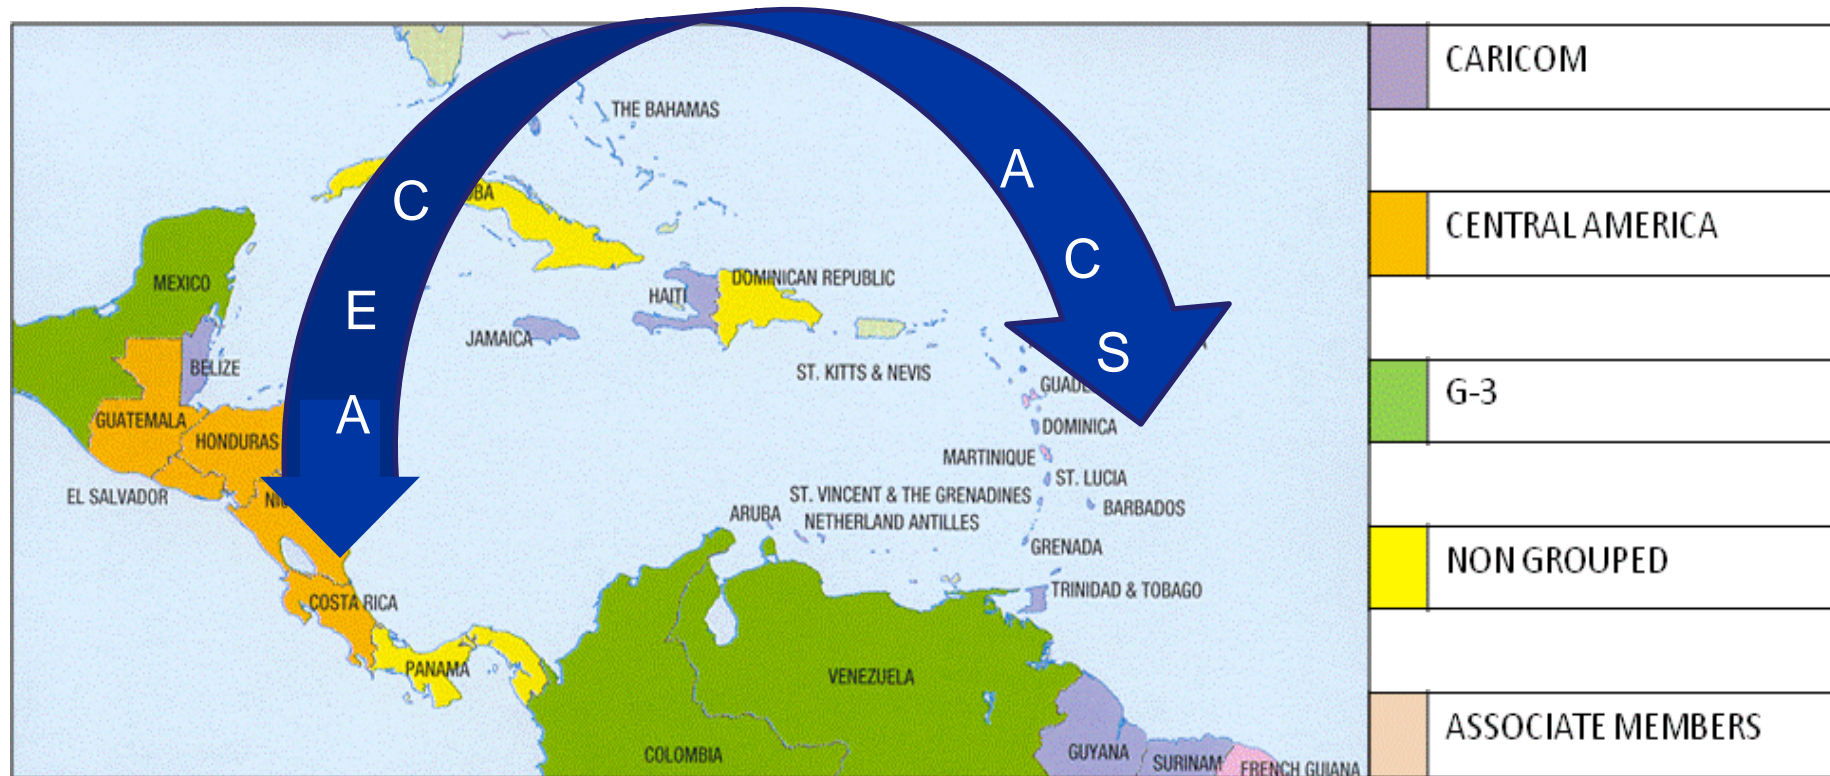 THE BAHAMAS
MEXICO
BELIZE
GUATEMALA
HONDURAS
EL SALVADOR
COSTA RICA
PANAMA
JAMAICA
HAITI
DOMINICAN REPUBLIC
ST. KITTS & NEVIS
DOMINICA
MARTINIQUE
ST. LUCIA
ST. VINCENT & THE GRENADINES
BARBADOS
ARUBA
NETHERLAND ANTILLES
GRENADA
TRINIDAD & TOBAGO
VENEZUELA
COLOMBIA
GUYANA
SURINAM
FRENCH GUIANA
C
E
A
A
C
S
CARICOM
CENTRAL AMERICA
G-3
NON GROUPED
ASSOCIATE MEMBERS